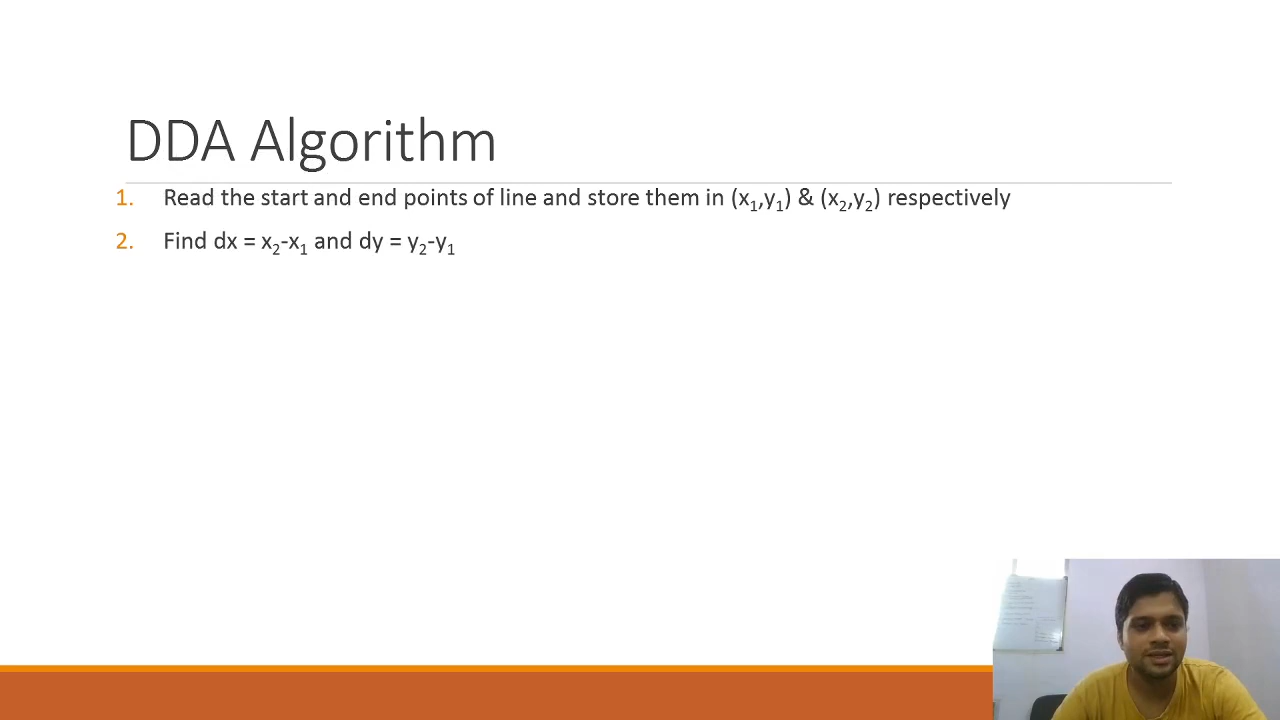 DDA Algorithm
1. Read the start and end points of line and store them in (x₁,y₁) & (x₂,y₂) respectively
2. Find dx = x₂-x₁ and dy = y₂-y₁